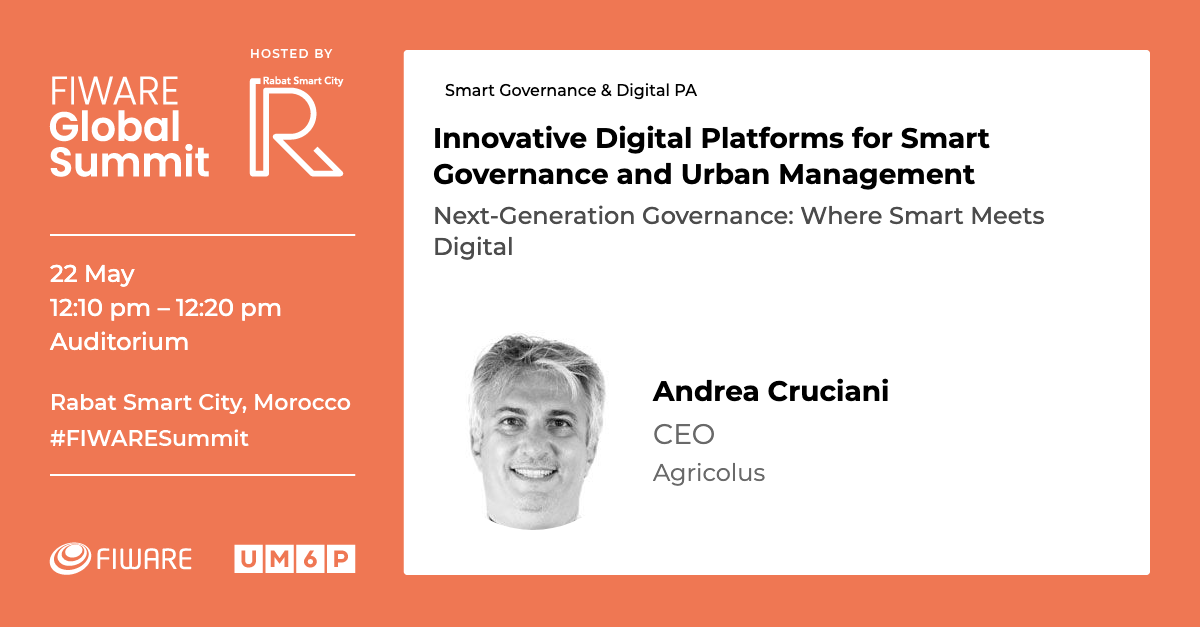 HOSTED BY
FIWARE
Global
Summit
Rabat Smart City
R
22 May
12:10 pm – 12:20 pm
Auditorium
Rabat Smart City, Morocco
#FIWARESummit
FIWARE
UM6P
Smart Governance & Digital PA
Innovative Digital Platforms for Smart
Governance and Urban Management
Next-Generation Governance: Where Smart Meets
Digital
Andrea Cruciani
CEO
Agricolus